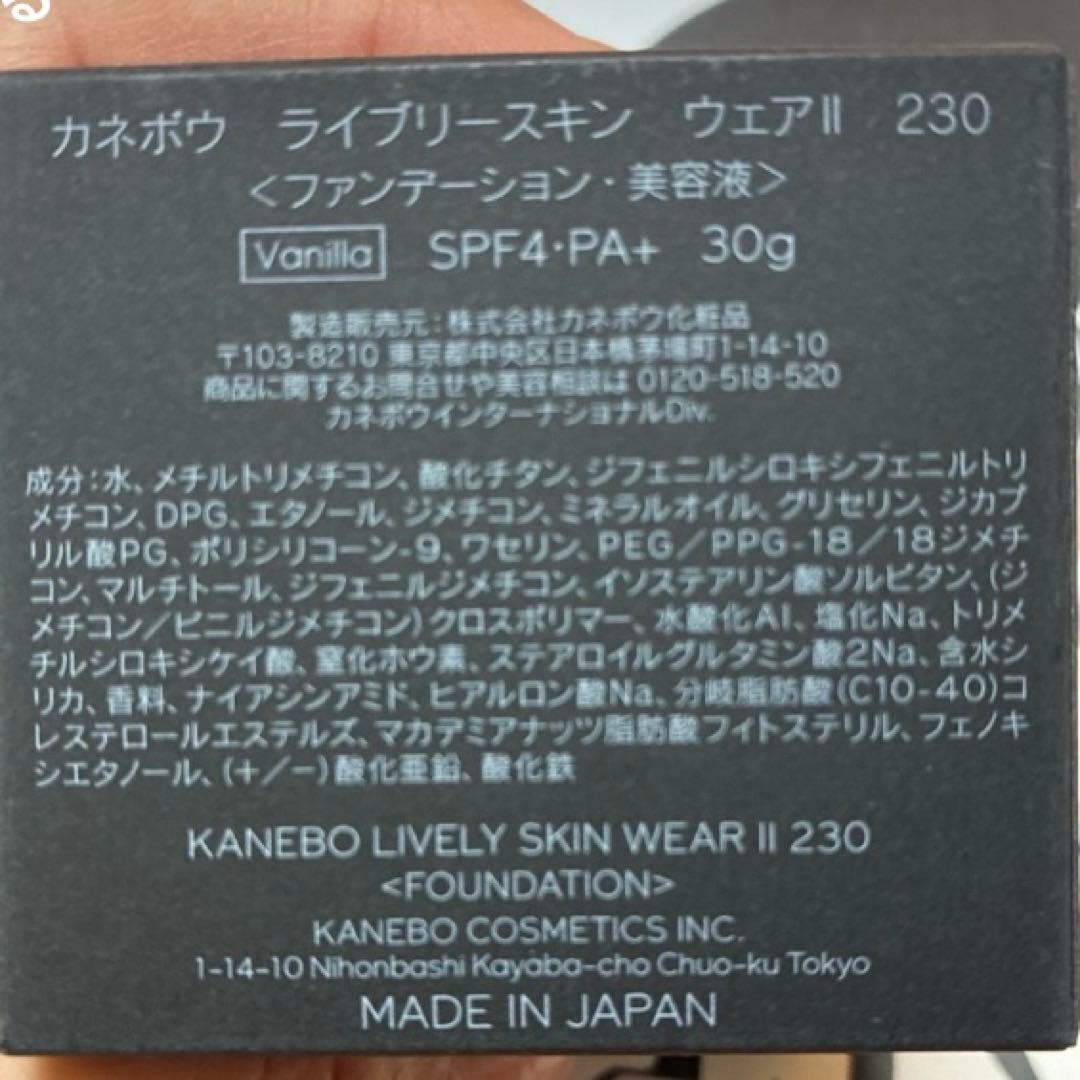 る
カネボウ ライブリースキン ウェアⅡ 230
<ファンデーション・美容液>
Vanilla SPF4・PA+ 30g
製造販売元:株式会社カネボウ化粧品
〒103-8210 東京都中央区日本橋茅場町1-14-10
商品に関するお問合せや美容相談は 0120-518-520
カネボウインターナショナルDiv.
成分:水、メチルトリメチコン、酸化チタン、ジフェニルシロキシフェニルトリ
メチコン、DPG、エタノール、ジメチコン、ミネラルオイル、グリセリン、ジカプ
リル酸PG、ポリシリコーン-9、ワセリン、PEG/PPG-18/18ジメチ
コン、マルチトール、ジフェニルジメチコン、イソステアリン酸ソルビタン、(ジ
メチコン/ビニルジメチコン)クロスポリマー、水酸化Al、塩化Na、トリメ
チルシロキシケイ酸、窒化ホウ素、ステアロイルグルタミン酸2Na、含水シ
リカ、香料、ナイアシンアミド、ヒアルロン酸Na、分岐脂肪酸(C10-40)コ
レステロールエステルズ、マカデミアナッツ脂肪酸フィトステリル、フェノキ
シエタノール、(+/-)酸化亜鉛、酸化鉄
KANEBO LIVELY SKIN WEAR II 230
<FOUNDATION>
KANEBO COSMETICS INC.
1-14-10 Nihonbashi Kayaba-cho Chuo-ku Tokyo
MADE IN JAPAN